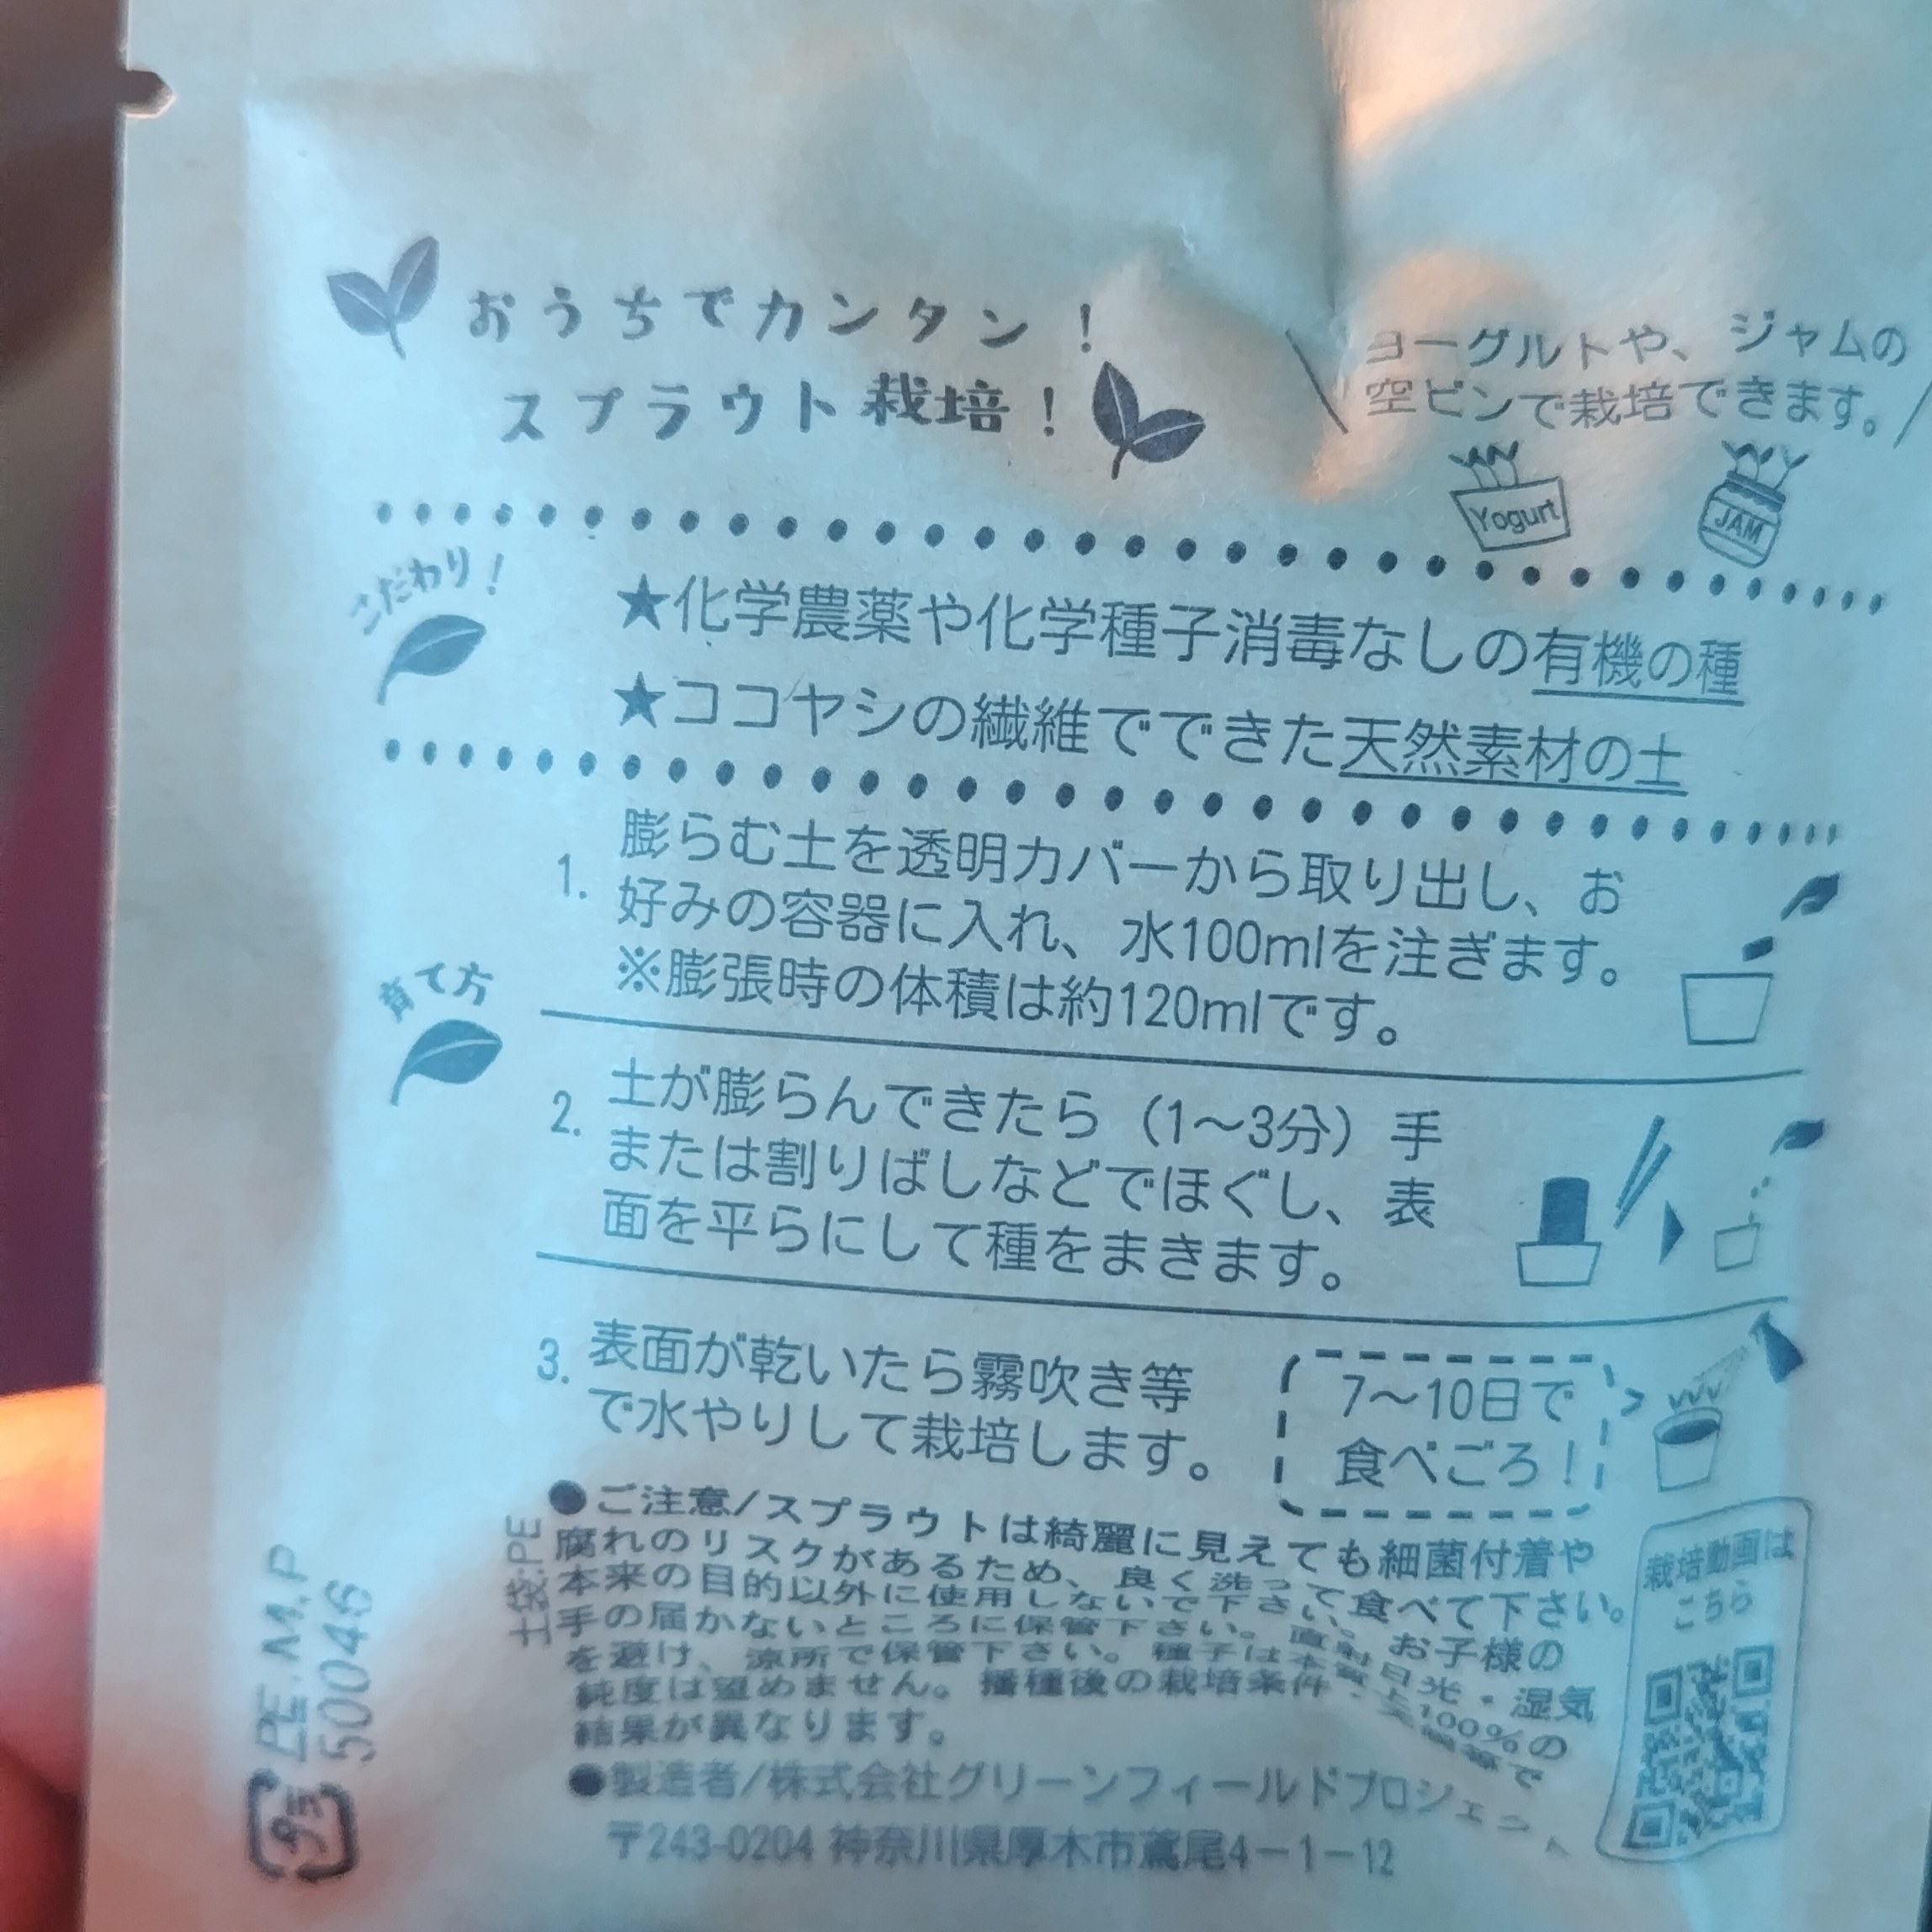 おうちでカンタン！
スプラウト栽培！
ヨーグルトや、ジャムの
空ビンで栽培できます。
Yogurt
JAM
こだわり！
★化学農薬や化学種子消毒なしの有機の種
★ココヤシの繊維でできた天然素材の土
育て方
1. 膨らむ土を透明カバーから取り出し、お
好みの容器に入れ、水100mlを注ぎます。
※膨張時の体積は約120mlです。
2. 土が膨らんできたら（1～3分）手
または割りばしなどでほぐし、表
面を平らにして種をまきます。
3. 表面が乾いたら霧吹き等
で水やりして栽培します。
7～10日で
食べごろ！
●ご注意/スプラウトは綺麗に見えても細菌付着や
腐れのリスクがあるため、良く洗って食べて下さい。
本来の目的以外に使用しないで下さい。お子様の
手の届かないところに保管下さい。直射日光・湿気
を避け、涼所で保管下さい。種子は本質上100%の
純度は望めません。播種後の栽培条件・天候等で
結果が異なります。
●製造者/株式会社グリーンフィールドプロジェクト
〒243-0204 神奈川県厚木市鳶尾4－1－12
栽培動画は
こちら
土袋:PE
プラ
PE.M.P
50046